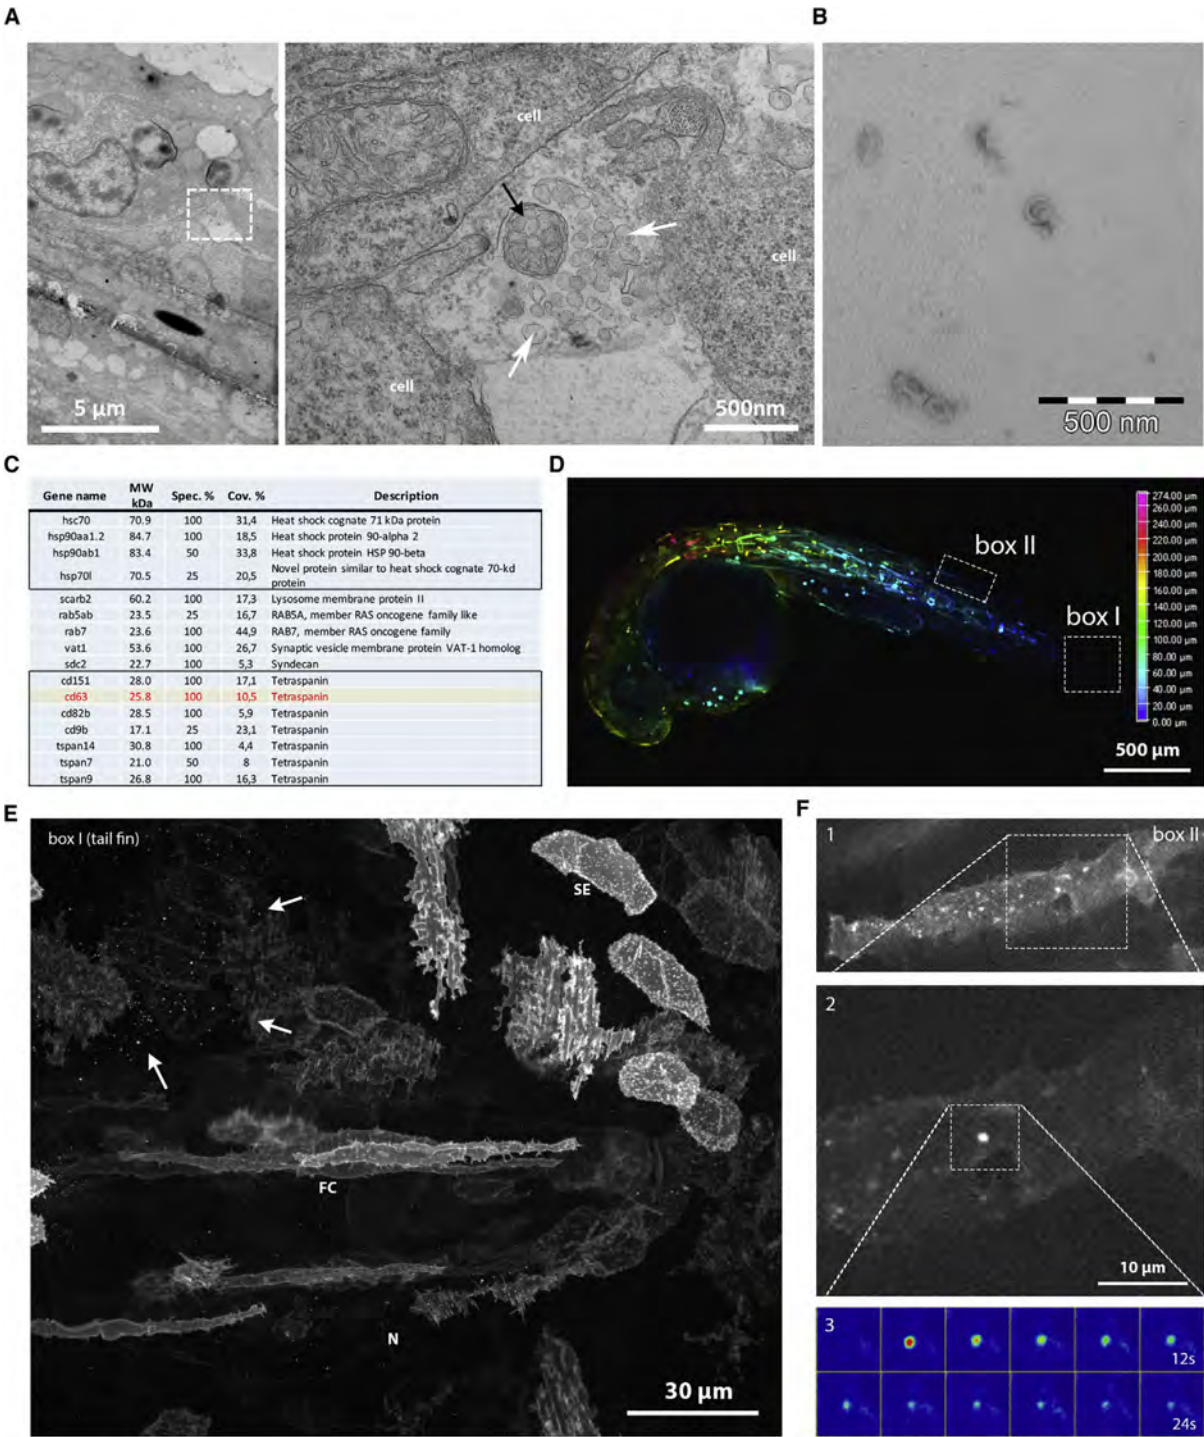 A
5 µm
cell
cell
cell
500nm
B
500 nm
C
Gene name MW kDa Spec. % Cov. % Description
hsc70 70.9 100 31,4 Heat shock cognate 71 kDa protein
hsp90aa1.2 84.7 100 18,5 Heat shock protein 90-alpha 2
hsp90ab1 83.4 50 33,8 Heat shock protein HSP 90-beta
hsp70l 70.5 25 20,5 Novel protein similar to heat shock cognate 70-kd protein
scarb2 60.2 100 17,3 Lysosome membrane protein II
rab5ab 23.5 25 16,7 RAB5A, member RAS oncogene family like
rab7 23.6 100 44,9 RAB7, member RAS oncogene family
vat1 53.6 100 26,7 Synaptic vesicle membrane protein VAT-1 homolog
sdc2 22.7 100 5,3 Syndecan
cd151 28.0 100 17,1 Tetraspanin
cd63 25.8 100 10,5 Tetraspanin
cd82b 28.5 100 5,9 Tetraspanin
cd9b 17.1 25 23,1 Tetraspanin
tspan14 30.8 100 4,4 Tetraspanin
tspan7 21.0 50 8 Tetraspanin
tspan9 26.8 100 16,3 Tetraspanin
D
box II
box I
274.00 µm
260.00 µm
240.00 µm
220.00 µm
200.00 µm
180.00 µm
160.00 µm
140.00 µm
120.00 µm
100.00 µm
80.00 µm
60.00 µm
40.00 µm
20.00 µm
0.00 µm
500 µm
E
box I (tail fin)
SE
FC
N
30 µm
F
1
box II
2
10 µm
3
12s
24s